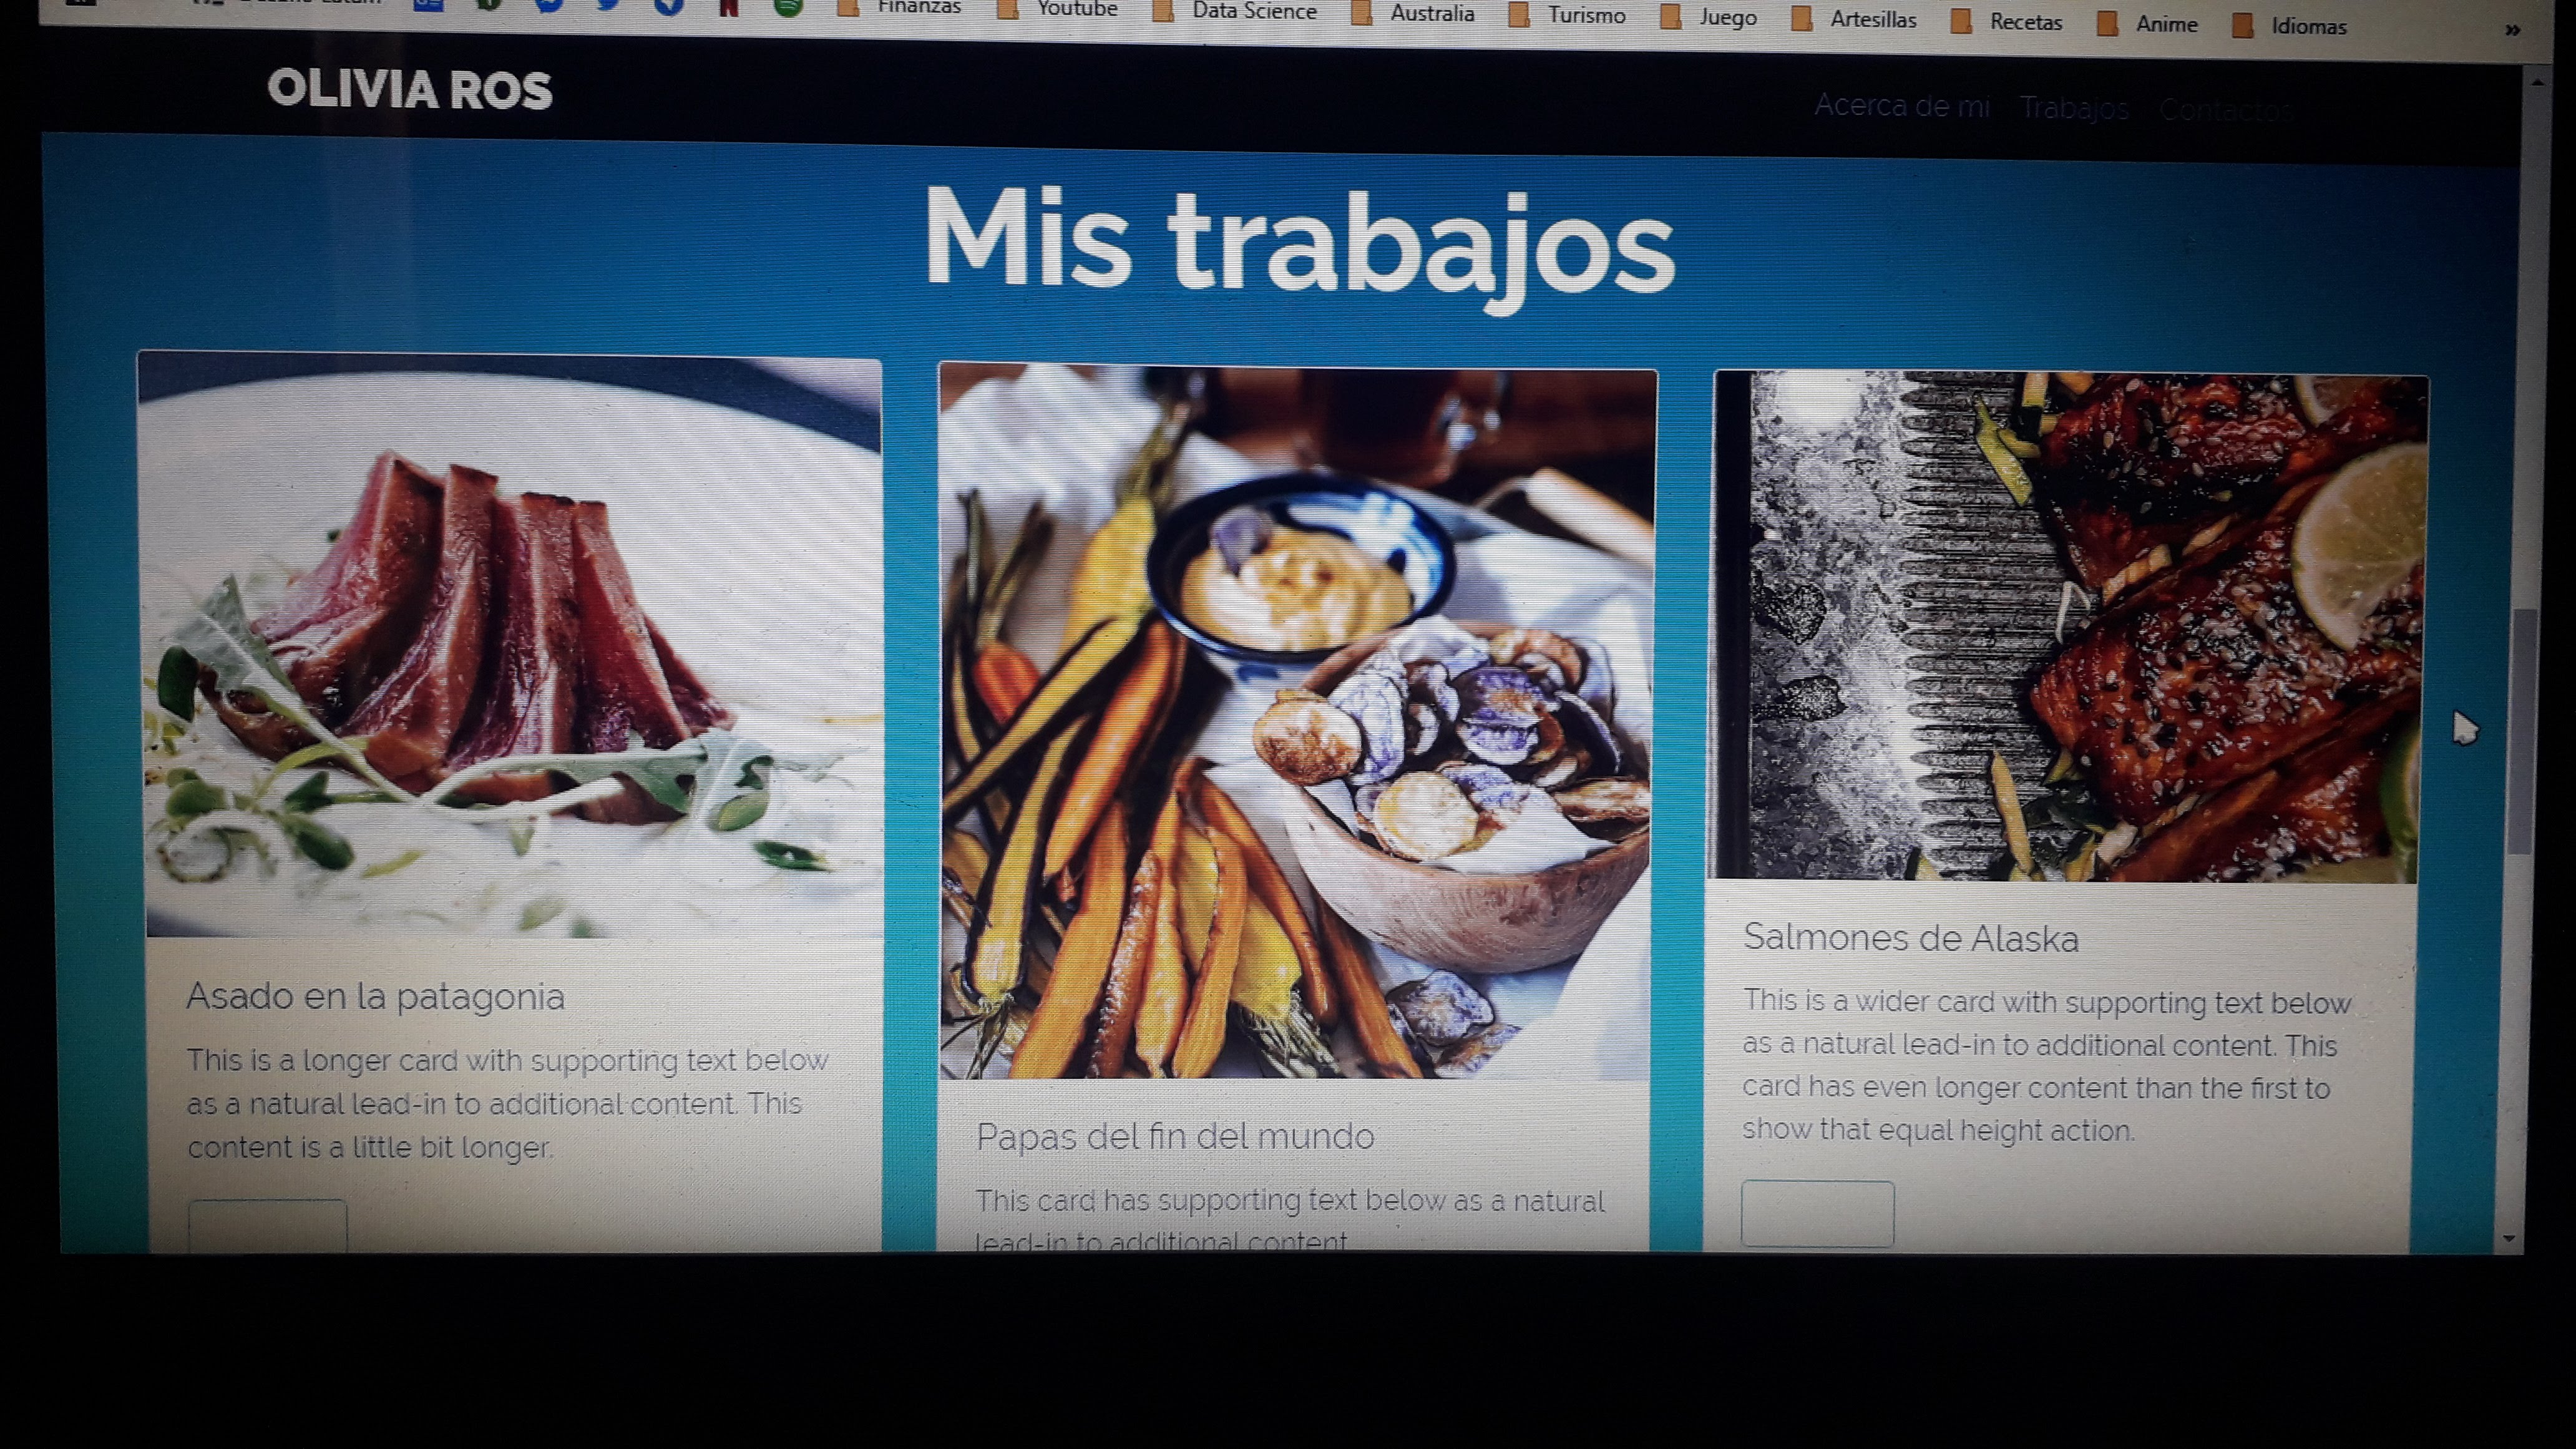 Finanzas Youtube Data Science Australia Turismo Juego Artesillas Recetas Anime Idiomas »
OLIVIA ROS
Acerca de mi Trabajos Contactos
Mis trabajos
Asado en la patagonia
This is a longer card with supporting text below
as a natural lead-in to additional content. This
content is a little bit longer.
Papas del fin del mundo
This card has supporting text below as a natural
lead-in to additional content
Salmones de Alaska
This is a wider card with supporting text below
as a natural lead-in to additional content. This
card has even longer content than the first to
show that equal height action.